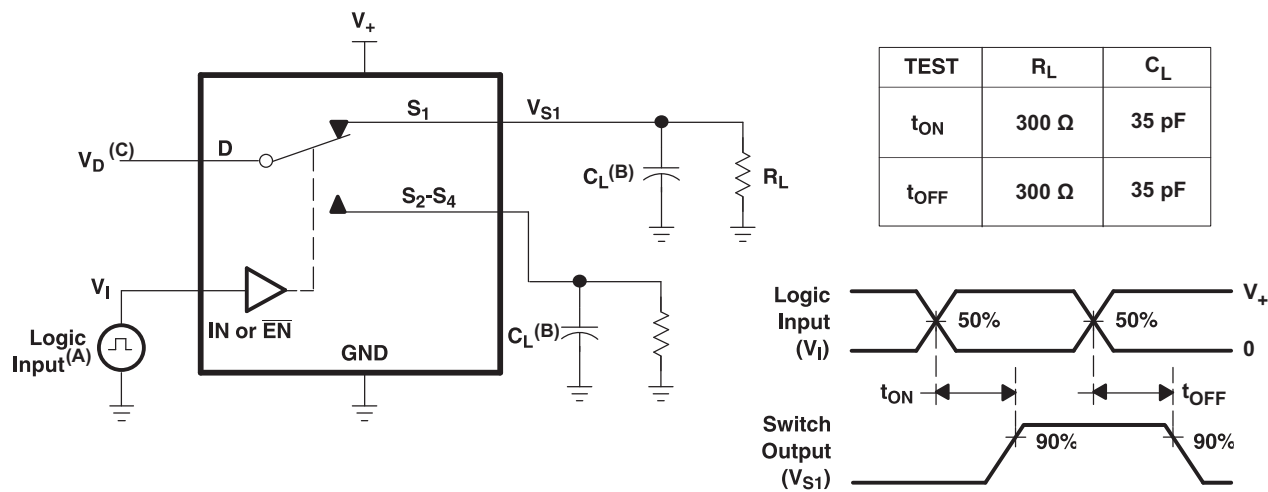 V+
S1
VS1
VD (C)
D
CL(B)
RL
S2-S4
VI
IN or E̅N̅
Logic
Input(A)
GND
CL(B)
TEST RL CL
tON 300 Ω 35 pF
tOFF 300 Ω 35 pF
Logic
Input
(VI)
50%
50%
V+
0
tON
tOFF
Switch
Output
(VS1)
90%
90%